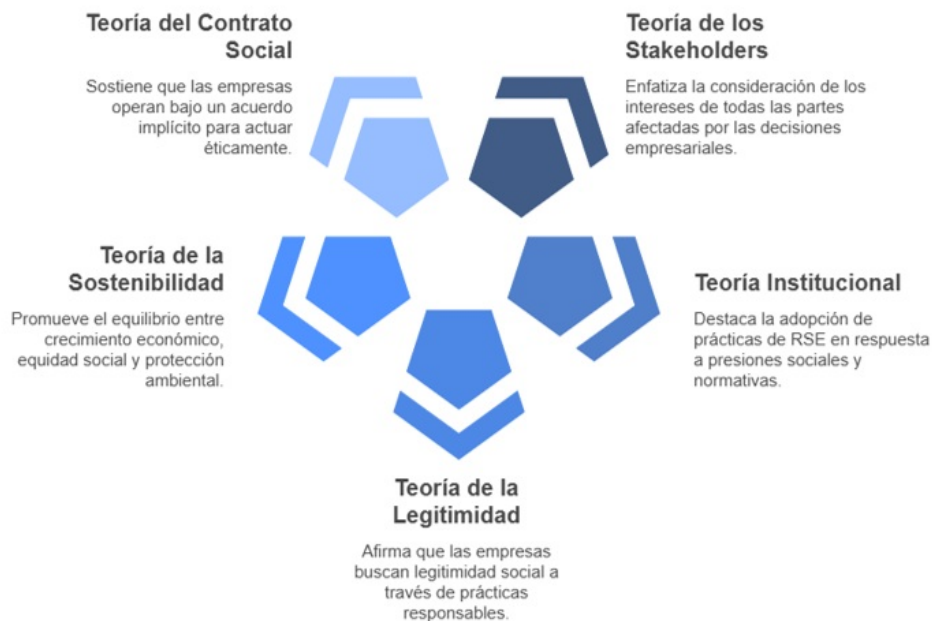 Teoría del Contrato
Social
Sostiene que las empresas
operan bajo un acuerdo
implícito para actuar
éticamente.
Teoría de los
Stakeholders
Enfatiza la consideración de los
intereses de todas las partes
afectadas por las decisiones
empresariales.
Teoría de la
Sostenibilidad
Promueve el equilibrio entre
crecimiento económico,
equidad social y protección
ambiental.
Teoría Institucional
Destaca la adopción de
prácticas de RSE en respuesta
a presiones sociales y
normativas.
Teoría de la
Legitimidad
Afirma que las empresas
buscan legitimidad social a
través de prácticas
responsables.